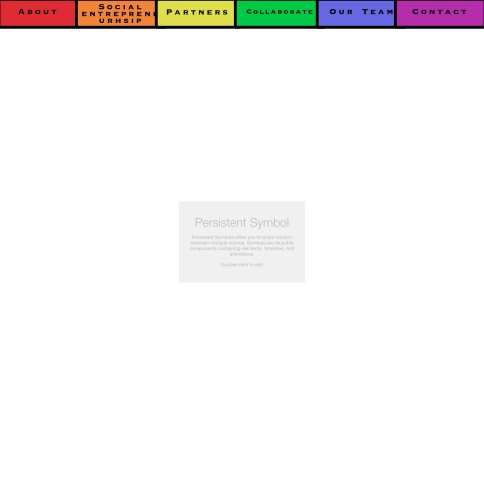 About
Social
entrepreni
urhsip
Partners
Collaborate
Our Team
Contact
Persistent Symbol
Persistent Symbols allow you to share content
between multiple scenes. Symbols are reusable
components containing elements, timelines, and
animations.
Double-click to edit